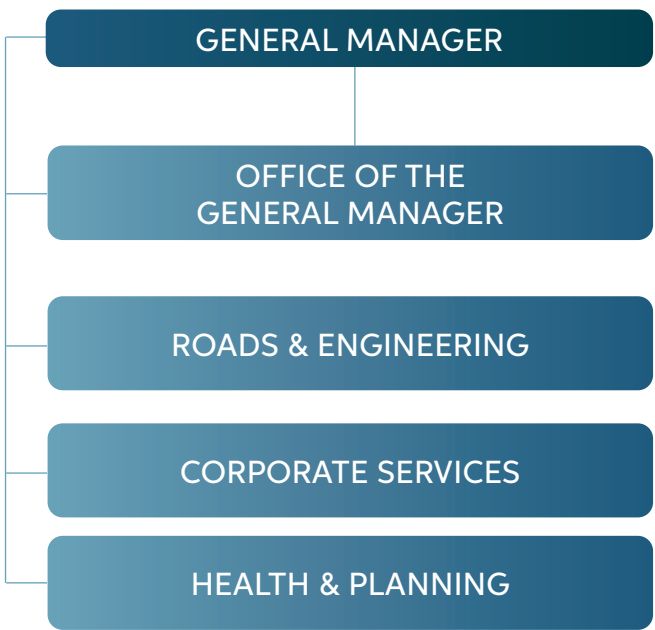 GENERAL MANAGER
OFFICE OF THE
GENERAL MANAGER
ROADS & ENGINEERING
CORPORATE SERVICES
HEALTH & PLANNING